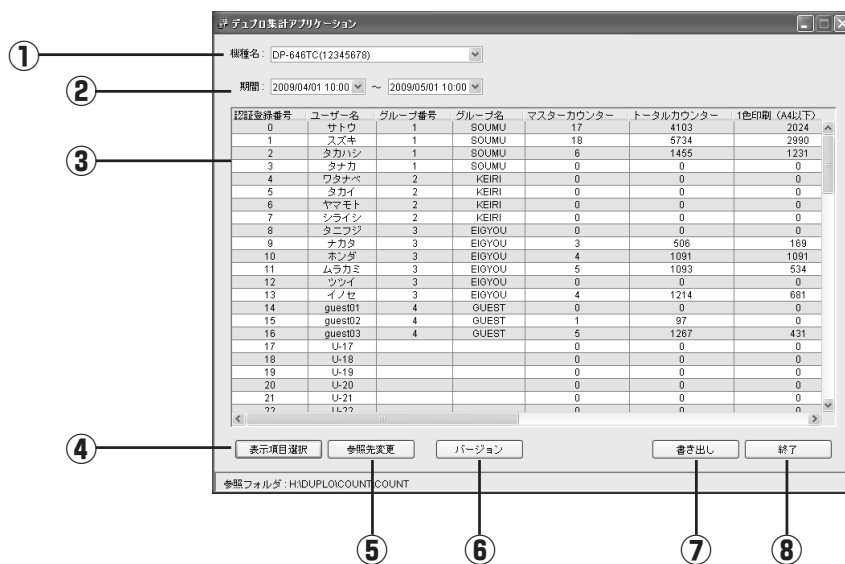 デュプロ集計アプリケーション
① 機種名： DP-646TC(12345678)
② 期間： 2009/04/01 10:00 ～ 2009/05/01 10:00
③
認証登録番号 ユーザー名 グループ番号 グループ名 マスターカウンター トータルカウンター 1色印刷（A4以下）
0 サトウ 1 SOUMU 17 4103 2024
1 スズキ 1 SOUMU 18 5734 2990
2 タカハシ 1 SOUMU 6 1455 1231
3 タナカ 1 SOUMU 0 0 0
4 ワタナベ 2 KEIRI 0 0 0
5 タカイ 2 KEIRI 0 0 0
6 ヤマモト 2 KEIRI 0 0 0
7 シライシ 2 KEIRI 0 0 0
8 タニフジ 3 EIGYOU 0 0 0
9 ナカタ 3 EIGYOU 3 506 169
10 ホンダ 3 EIGYOU 4 1091 1091
11 ムラカミ 3 EIGYOU 5 1093 534
12 ツツイ 3 EIGYOU 0 0 0
13 イノセ 3 EIGYOU 4 1214 681
14 guest01 4 GUEST 0 0 0
15 guest02 4 GUEST 1 97 0
16 guest03 4 GUEST 5 1267 431
17 U-17 0 0 0
18 U-18 0 0 0
19 U-19 0 0 0
20 U-20 0 0 0
21 U-21 0 0 0
22 U-22 0 0 0
④ 表示項目選択 参照先変更 バージョン 書き出し 終了
参照フォルダ : H:\DUPLO\COUNT\COUNT
⑤ ⑥ ⑦ ⑧